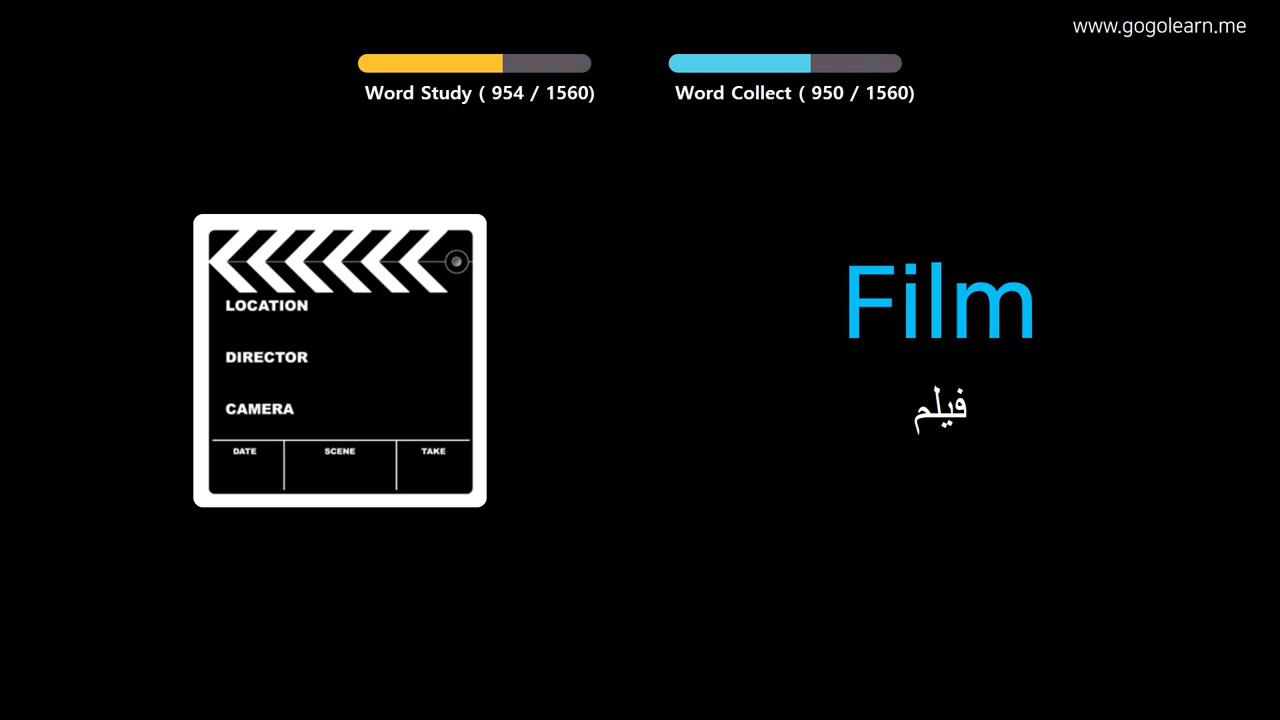 www.gogolearn.me
Word Study ( 954 / 1560)
Word Collect ( 950 / 1560)
LOCATION
DIRECTOR
CAMERA
DATE
SCENE
TAKE
Film
فيلم